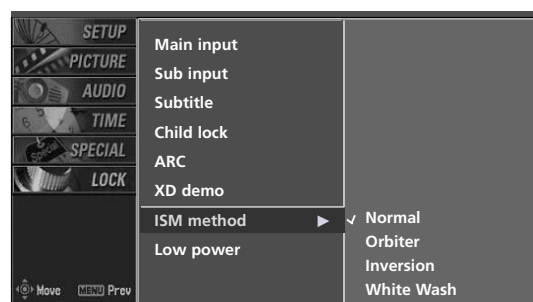 SETUP
PICTURE
AUDIO
TIME
Special SPECIAL
LOCK
Move MENU Prev
Main input
Sub input
Subtitle
Child lock
ARC
XD demo
ISM method ▶
Low power
✓ Normal
Orbiter
Inversion
White Wash